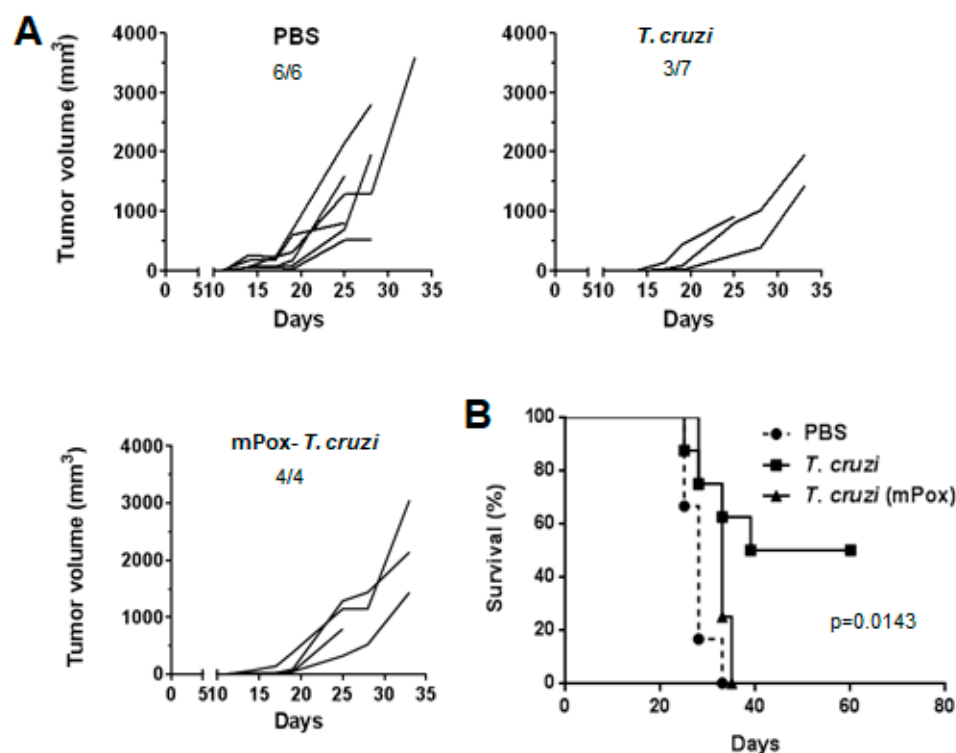 A
PBS
6/6
Tumor volume (mm3)
4000
3000
2000
1000
0
0 510 15 20 25 30 35
Days
T. cruzi
3/7
4000
3000
2000
1000
0
0 510 15 20 25 30 35
Days
mPox- T. cruzi
4/4
Tumor volume (mm3)
4000
3000
2000
1000
0
0 510 15 20 25 30 35
Days
B
PBS
T. cruzi
T. cruzi (mPox)
p=0.0143
Survival (%)
100
80
60
40
20
0
0 20 40 60 80
Days